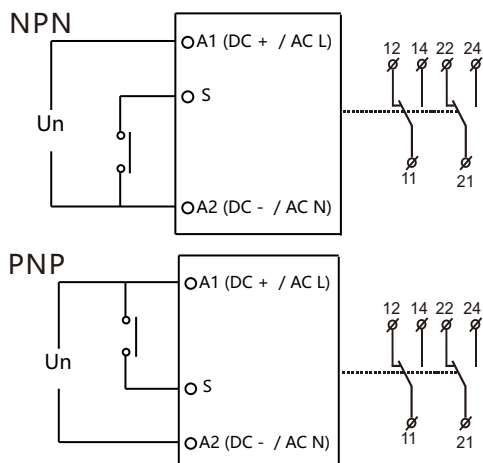 NPN
A1 (DC + / AC L)
12 14 22 24
S
Un
11 21
A2 (DC - / AC N)
PNP
A1 (DC + / AC L)
12 14 22 24
Un
S
11 21
A2 (DC - / AC N)